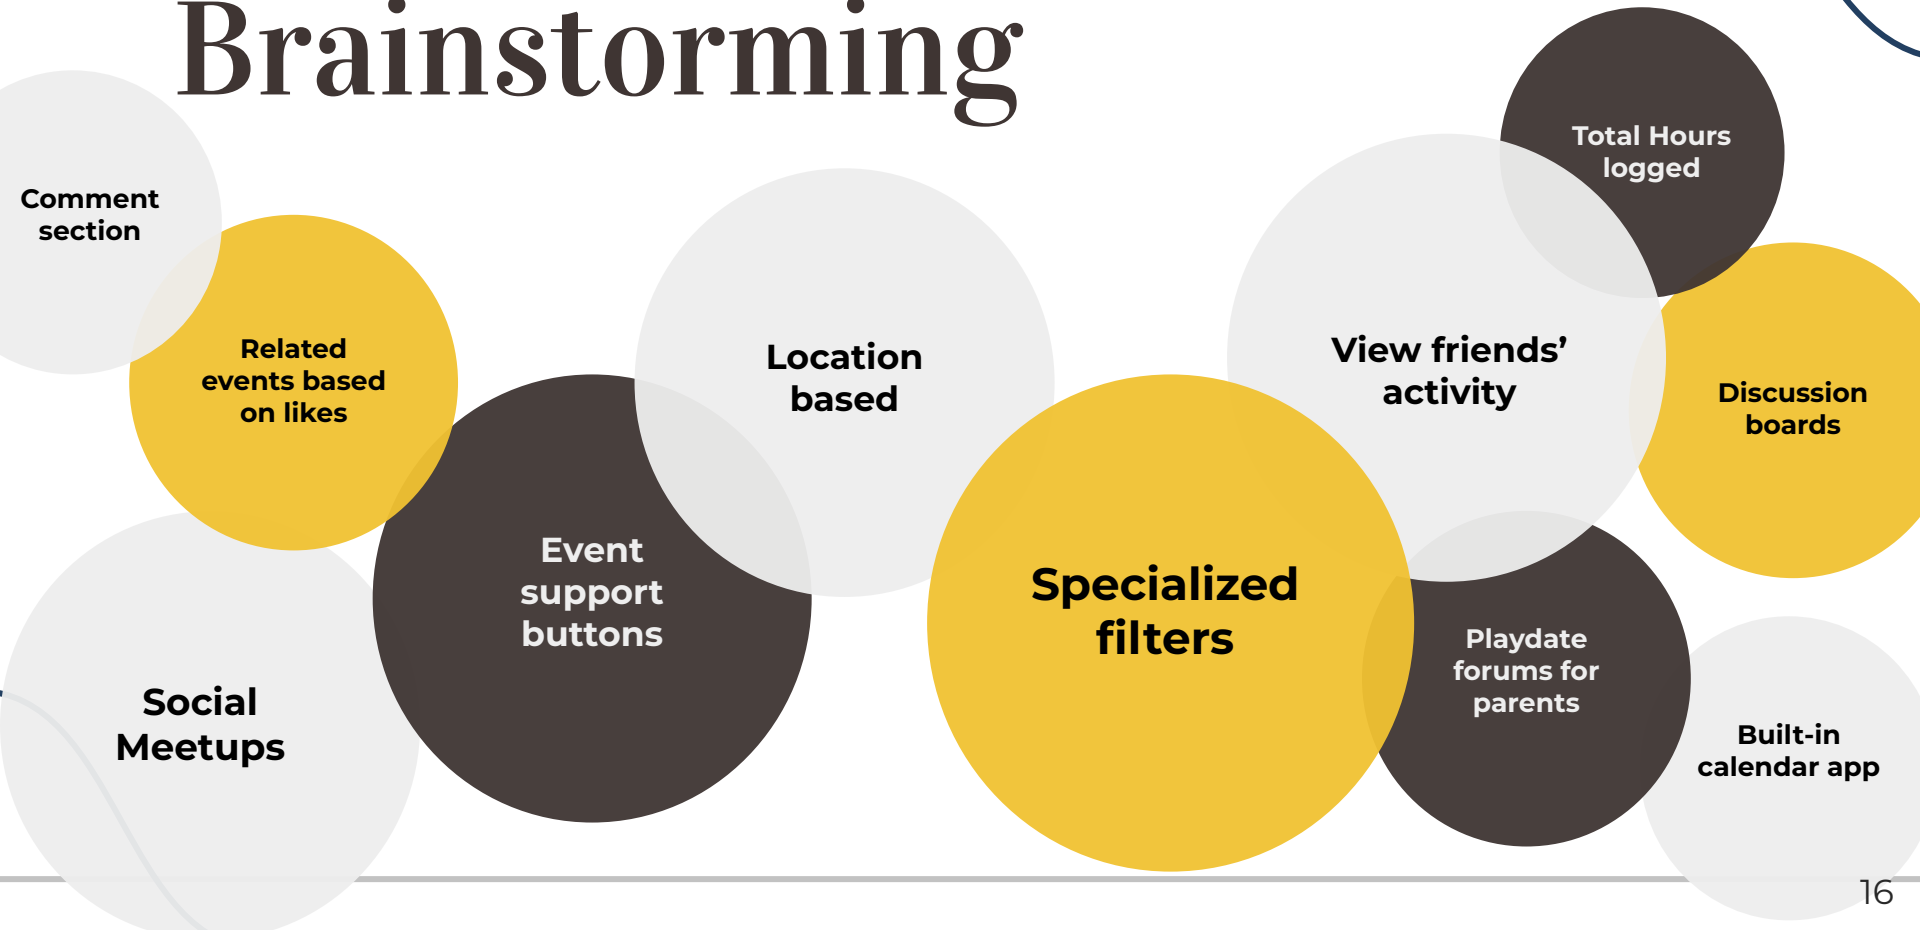 Brainstorming
Comment
section
Related
events based
on likes
Social
Meetups
Event
support
buttons
Location
based
Specialized
filters
View friends’
activity
Total Hours
logged
Discussion
boards
Playdate
forums for
parents
Built-in
calendar app
16